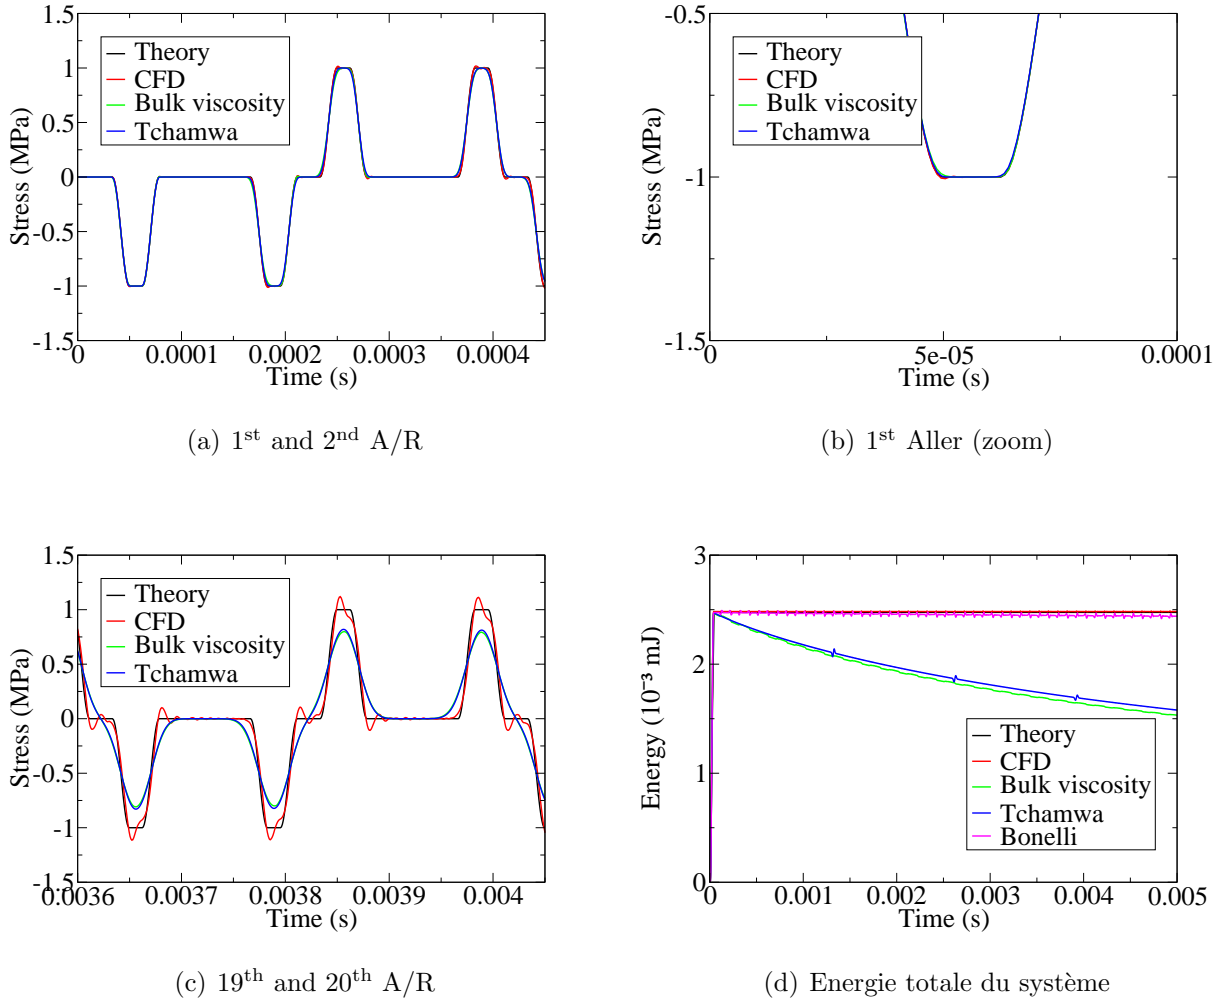 1.5
1
0.5
0
-0.5
-1
-1.5
Stress (MPa)
Theory
CFD
Bulk viscosity
Tchamwa
0
0.0001
0.0002
0.0003
0.0004
Time (s)
(a) 1st and 2nd A/R
-0.5
-1
-1.5
Stress (MPa)
Theory
CFD
Bulk viscosity
Tchamwa
0
5e-05
0.0001
Time (s)
(b) 1st Aller (zoom)
1.5
1
0.5
0
-0.5
-1
-1.5
Stress (MPa)
Theory
CFD
Bulk viscosity
Tchamwa
0.0036
0.0037
0.0038
0.0039
0.004
Time (s)
(c) 19th and 20th A/R
3
2
1
0
Energy (10⁻³ mJ)
Theory
CFD
Bulk viscosity
Tchamwa
Bonelli
0
0.001
0.002
0.003
0.004
0.005
Time (s)
(d) Energie totale du système